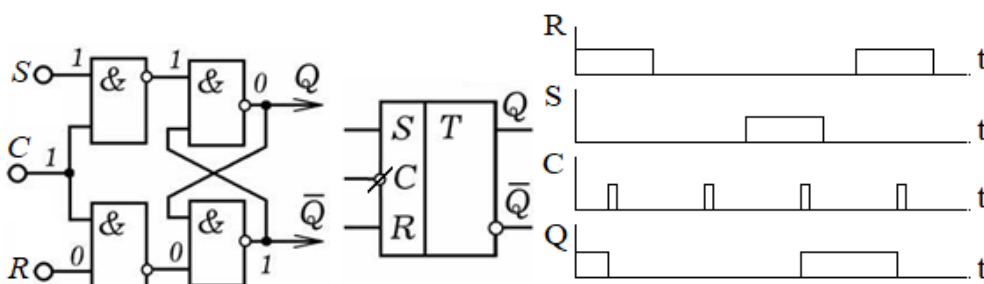 S 1 & 1 & 0 Q
C 1
R 0 & 0 & 1 Q̅
S T Q
C
R Q̅
R t
S t
C t
Q t